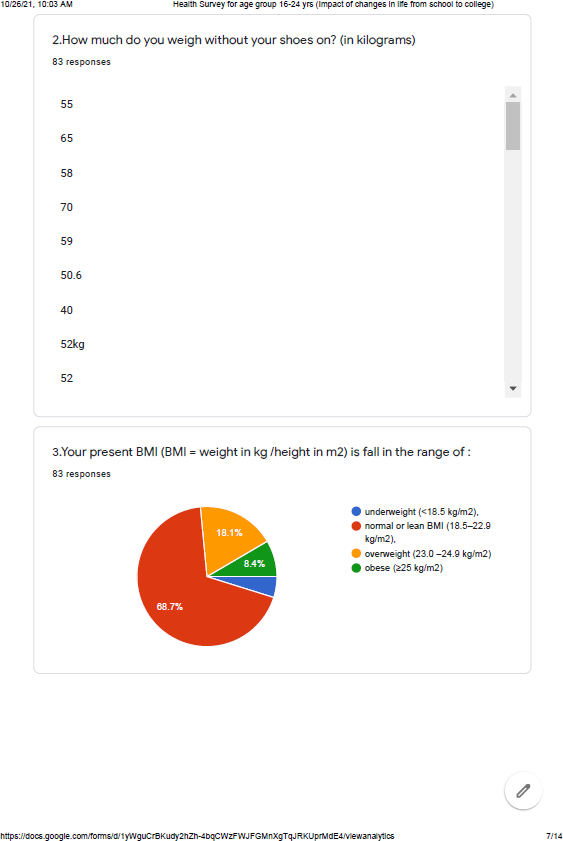 10/26/21, 10:03 AM Health Survey for age group 16-24 yrs (Impact of changes in life from school to college)
2.How much do you weigh without your shoes on? (in kilograms)
83 responses
55
65
58
70
59
50.6
40
52kg
52
3.Your present BMI (BMI = weight in kg /height in m2) is fall in the range of :
83 responses
underweight (<18.5 kg/m2),
normal or lean BMI (18.5–22.9
kg/m2),
overweight (23.0 –24.9 kg/m2)
obese (≥25 kg/m2)
18.1%
8.4%
68.7%
https://docs.google.com/forms/d/1yWguCrBKudy2hZh-4bqCWzFWJFGMnXgTqJRKUprMdE4/viewanalytics 7/14